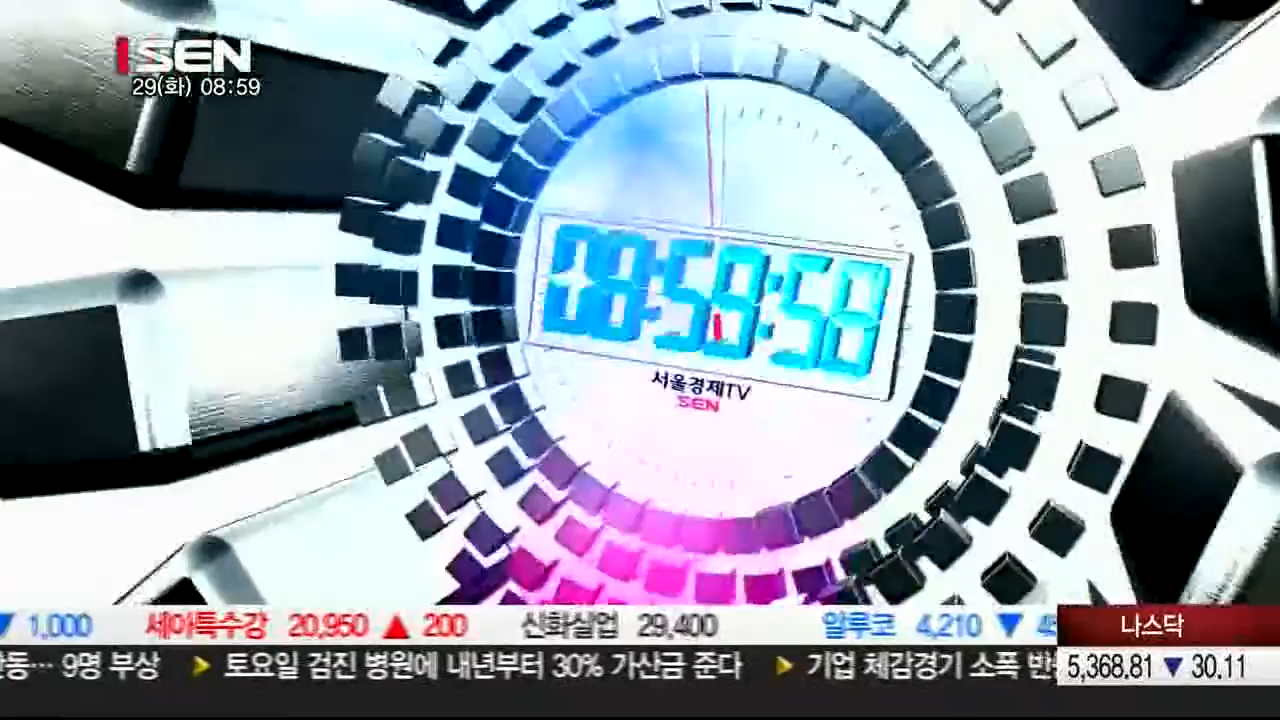 SEN
29(화) 08:59
08:59:58
서울경제TV
SEN
▼ 1,000 세아특수강 20,950 ▲ 200 신화실업 29,400 알루코 4,210 ▼ 45
나스닥
5,368.81 ▼ 30.11
9명 부상 ▶ 토요일 검진 병원에 내년부터 30% 가산금 준다 ▶ 기업 체감경기 소폭